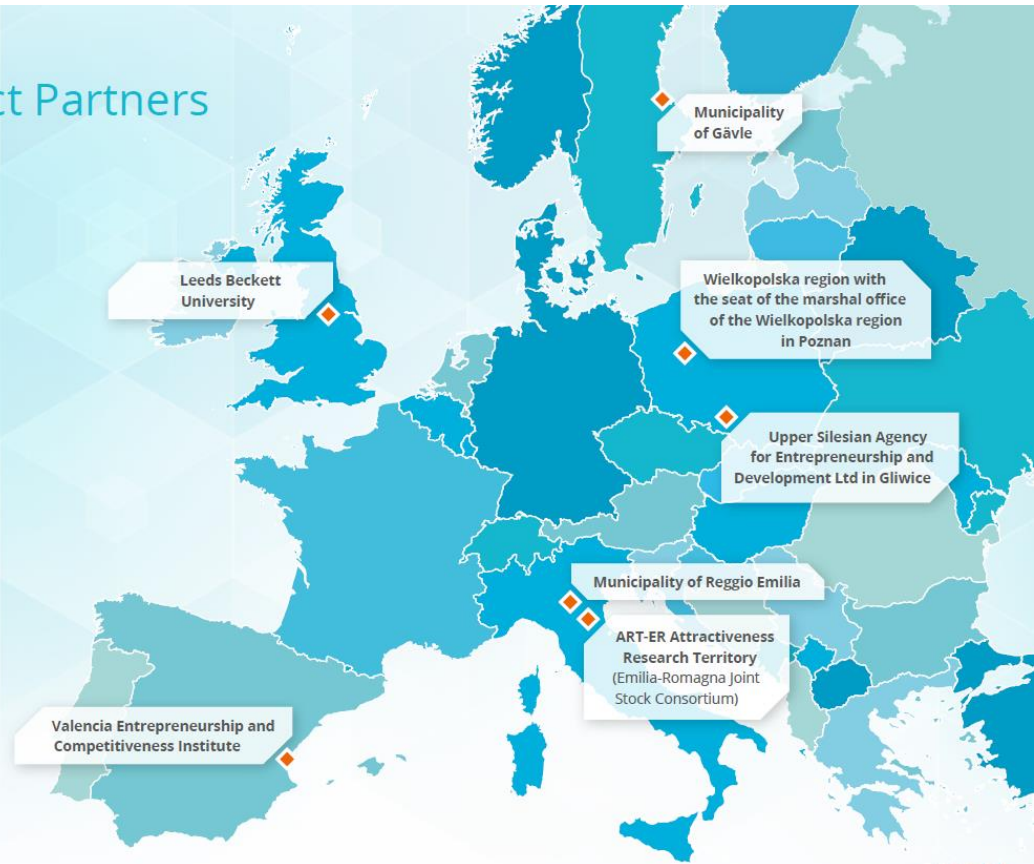 ct Partners
Municipality
of Gävle
Leeds Beckett
University
Wielkopolska region with
the seat of the marshal office
of the Wielkopolska region
in Poznan
Upper Silesian Agency
for Entrepreneurship and
Development Ltd in Gliwice
Municipality of Reggio Emilia
ART-ER Attractiveness
Research Territory
(Emilia-Romagna Joint
Stock Consortium)
Valencia Entrepreneurship and
Competitiveness Institute